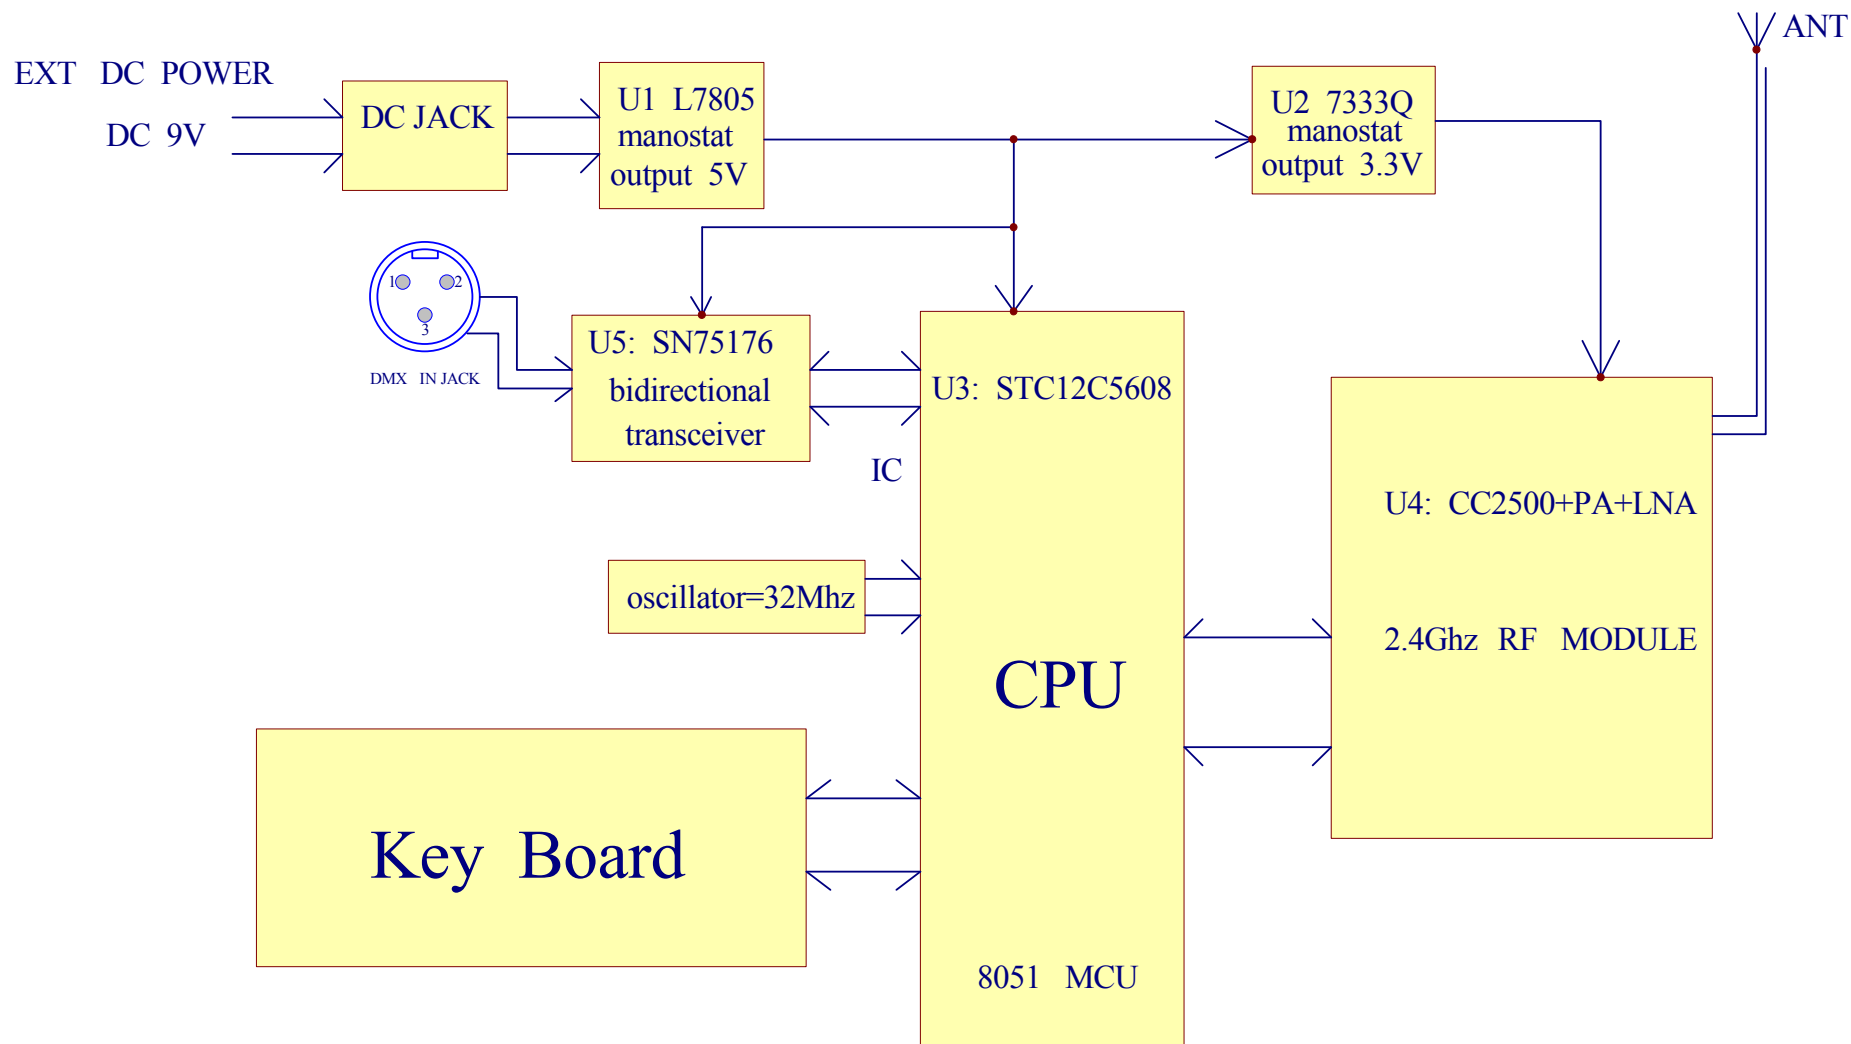 EXT DC POWER
DC 9V
DC JACK
U1 L7805
manostat
output 5V
U2 7333Q
manostat
output 3.3V
ANT
1
2
3
DMX IN JACK
U5: SN75176
bidirectional
transceiver
IC
U3: STC12C5608
CPU
8051 MCU
oscillator=32Mhz
Key Board
U4: CC2500+PA+LNA
2.4Ghz RF MODULE